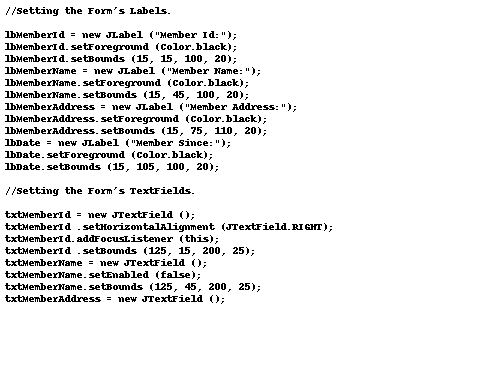 //Setting the Form's Labels.

lbMemberId = new JLabel ("Member Id:");
lbMemberId.setForeground (Color.black);
lbMemberId.setBounds (15, 15, 100, 20);
lbMemberName = new JLabel ("Member Name:");
lbMemberName.setForeground (Color.black);
lbMemberName.setBounds (15, 45, 100, 20);
lbMemberAddress = new JLabel ("Member Address:");
lbMemberAddress.setForeground (Color.black);
lbMemberAddress.setBounds (15, 75, 110, 20);
lbDate = new JLabel ("Member Since:");
lbDate.setForeground (Color.black);
lbDate.setBounds (15, 105, 100, 20);

//Setting the Form's TextFields.

txtMemberId = new JTextField ();
txtMemberId .setHorizontalAlignment (JTextField.RIGHT);
txtMemberId.addFocusListener (this);
txtMemberId .setBounds (125, 15, 200, 25);
txtMemberName = new JTextField ();
txtMemberName.setEnabled (false);
txtMemberName.setBounds (125, 45, 200, 25);
txtMemberAddress = new JTextField ();